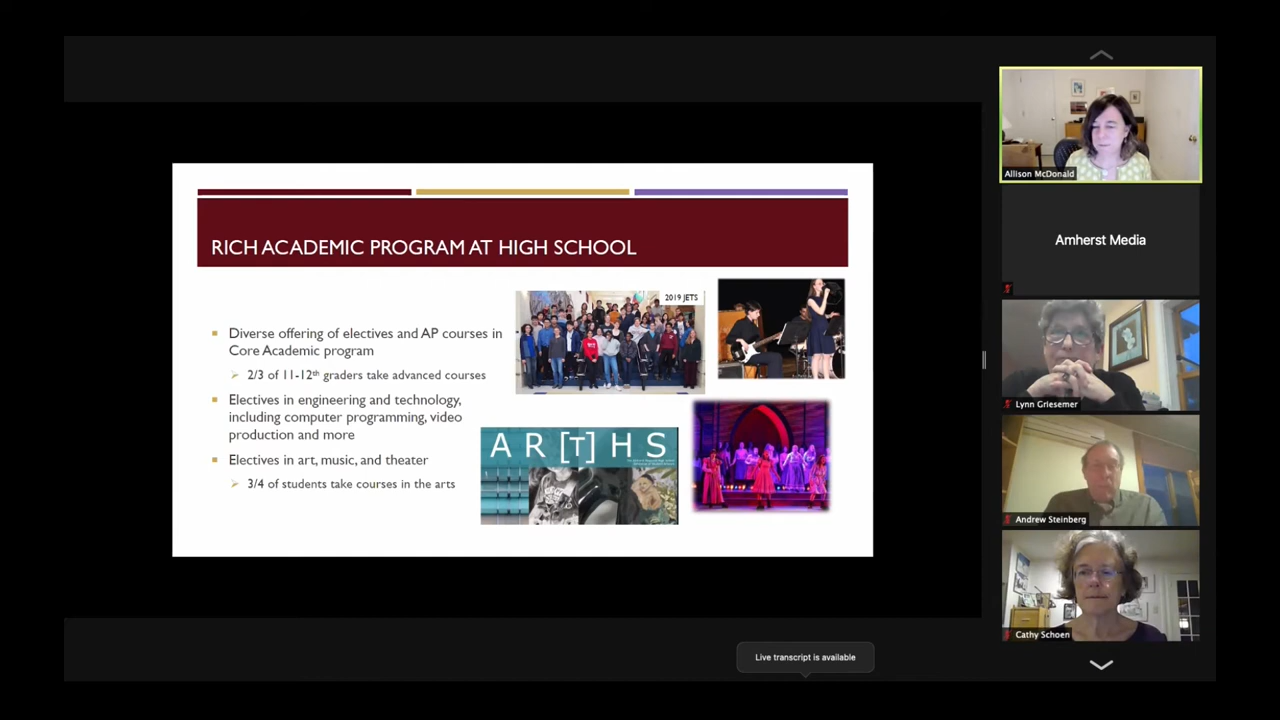 RICH ACADEMIC PROGRAM AT HIGH SCHOOL
Diverse offering of electives and AP courses in
Core Academic program
2/3 of 11-12th graders take advanced courses
Electives in engineering and technology,
including computer programming, video
production and more
Electives in art, music, and theater
3/4 of students take courses in the arts
2019 JETS
AR[T]HS
Allison McDonald
Amherst Media
Lynn Griesemer
Andrew Steinberg
Cathy Schoen
Live transcript is available